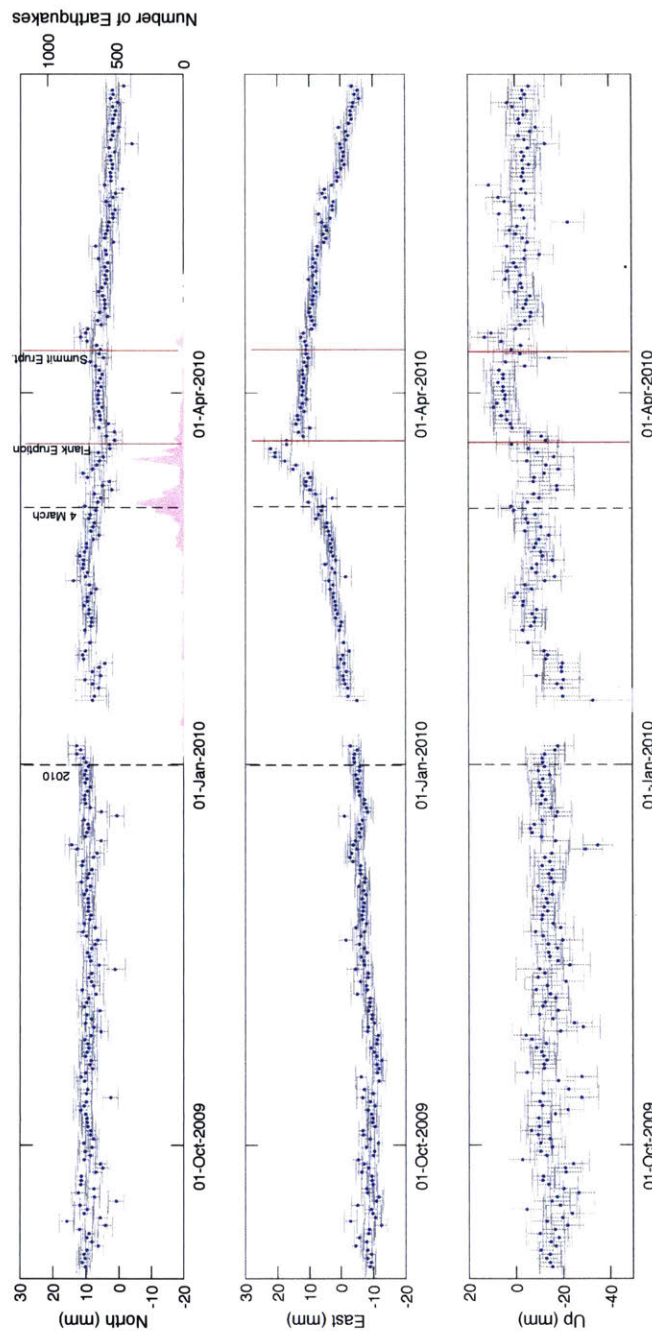 Number of Earthquakes
1000
500
0
30
20
10
0
-10
-20
North (mm)
2010
4 March
Flank Eruption
Summit Erupt.
01-Oct-2009
01-Jan-2010
01-Apr-2010
30
20
10
0
-10
-20
East (mm)
01-Oct-2009
01-Jan-2010
01-Apr-2010
20
0
-20
-40
Up (mm)
01-Oct-2009
01-Jan-2010
01-Apr-2010